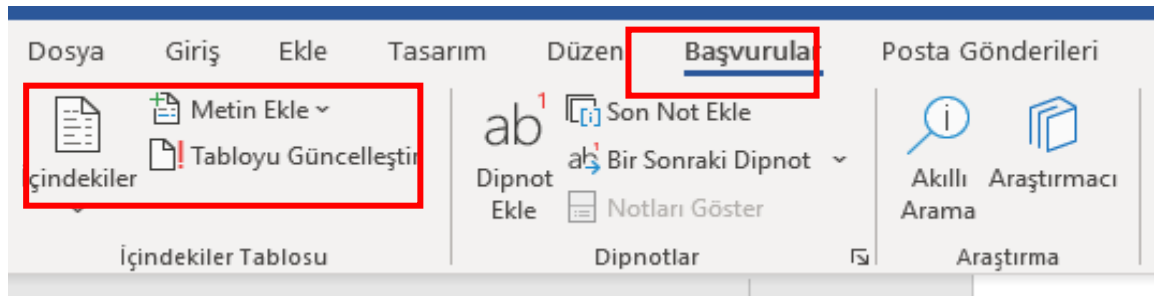 Dosya Giriş Ekle Tasarım Düzen Başvurular Posta Gönderileri
İçindekiler
Metin Ekle
Tabloyu Güncelleştir
İçindekiler Tablosu
ab1
Dipnot
Ekle
Son Not Ekle
Bir Sonraki Dipnot
Notları Göster
Dipnotlar
Akıllı
Arama
Araştırmacı
Araştırma